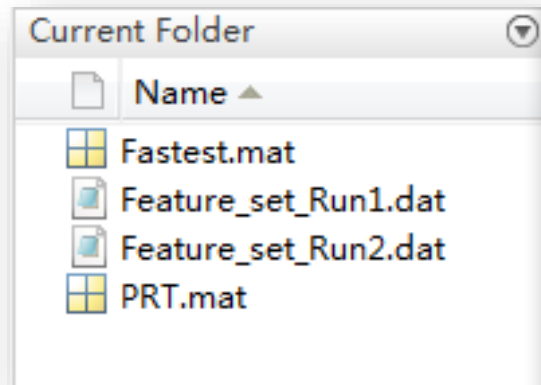 Current Folder
Name
Fastest.mat
Feature_set_Run1.dat
Feature_set_Run2.dat
PRT.mat